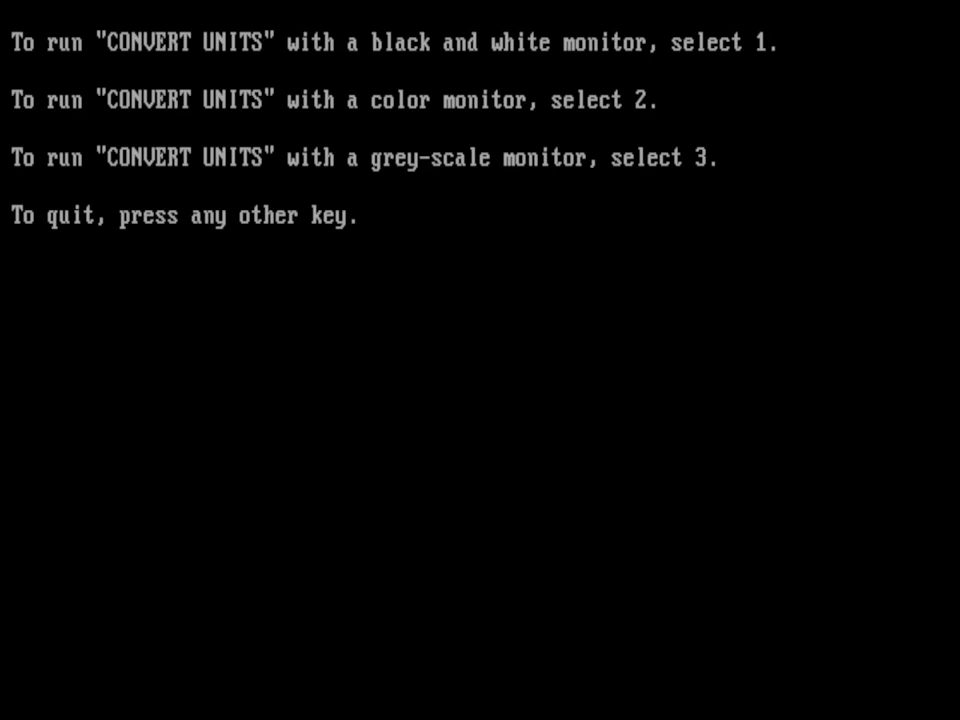 To run "CONVERT UNITS" with a black and white monitor, select 1.
To run "CONVERT UNITS" with a color monitor, select 2.
To run "CONVERT UNITS" with a grey-scale monitor, select 3.
To quit, press any other key.